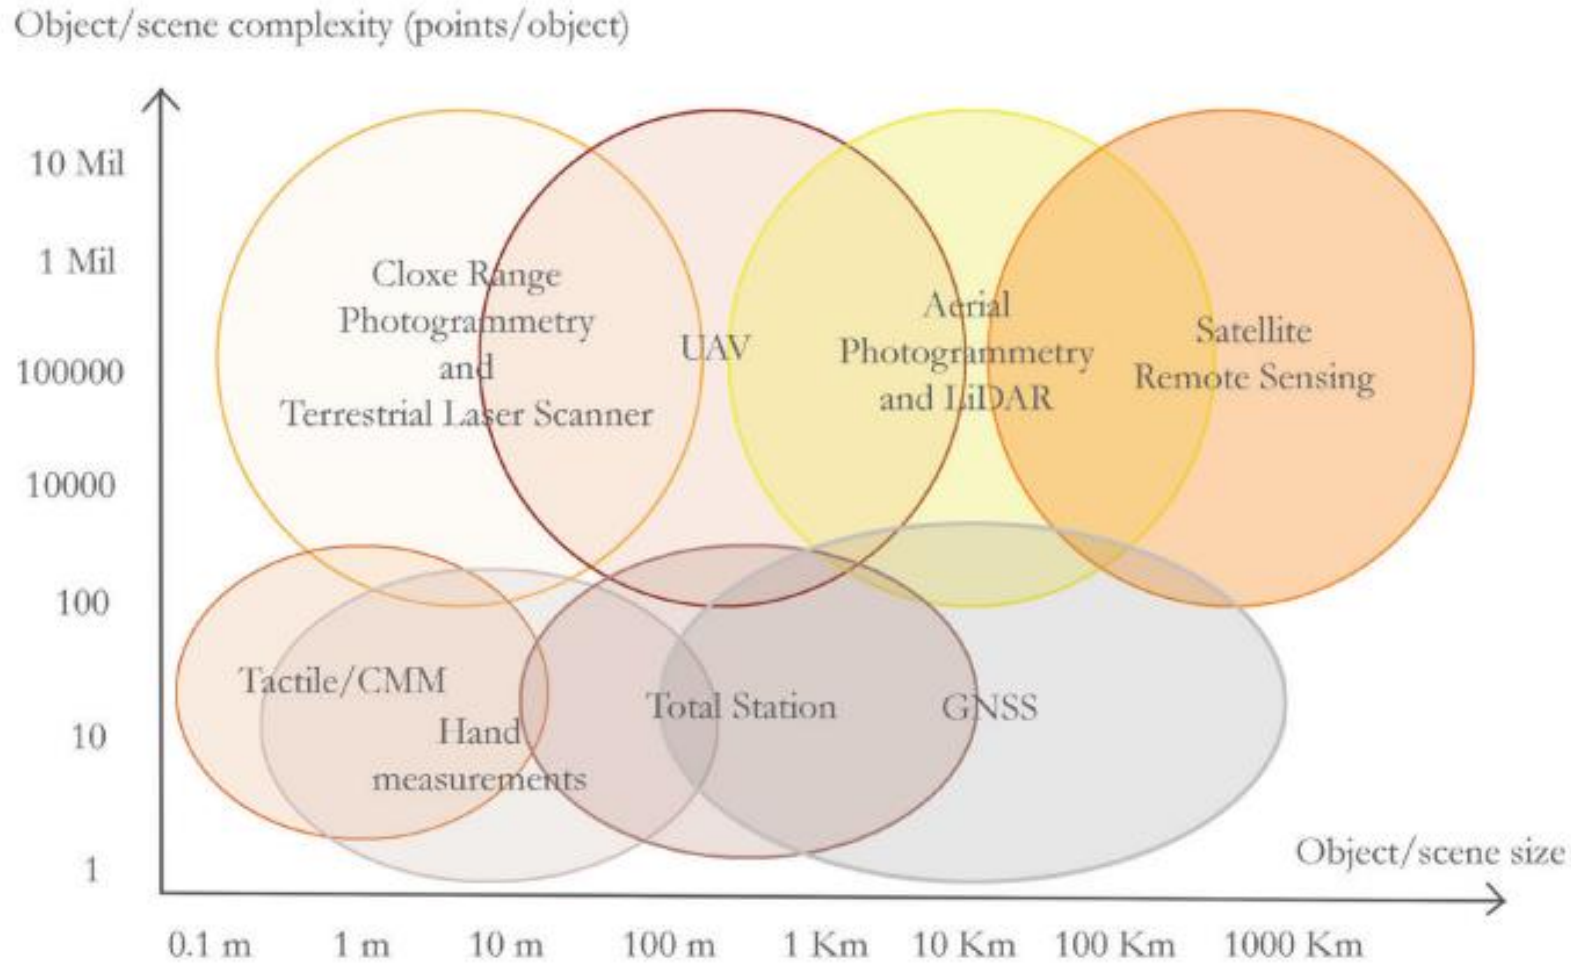 Object/scene complexity (points/object)
10 Mil
1 Mil
100000
10000
100
10
1
Cloxe Range
Photogrammetry
and
Terrestrial Laser Scanner
UAV
Aerial
Photogrammetry
and LiDAR
Satellite
Remote Sensing
Tactile/CMM
Hand
measurements
Total Station
GNSS
Object/scene size
0.1 m
1 m
10 m
100 m
1 Km
10 Km
100 Km
1000 Km